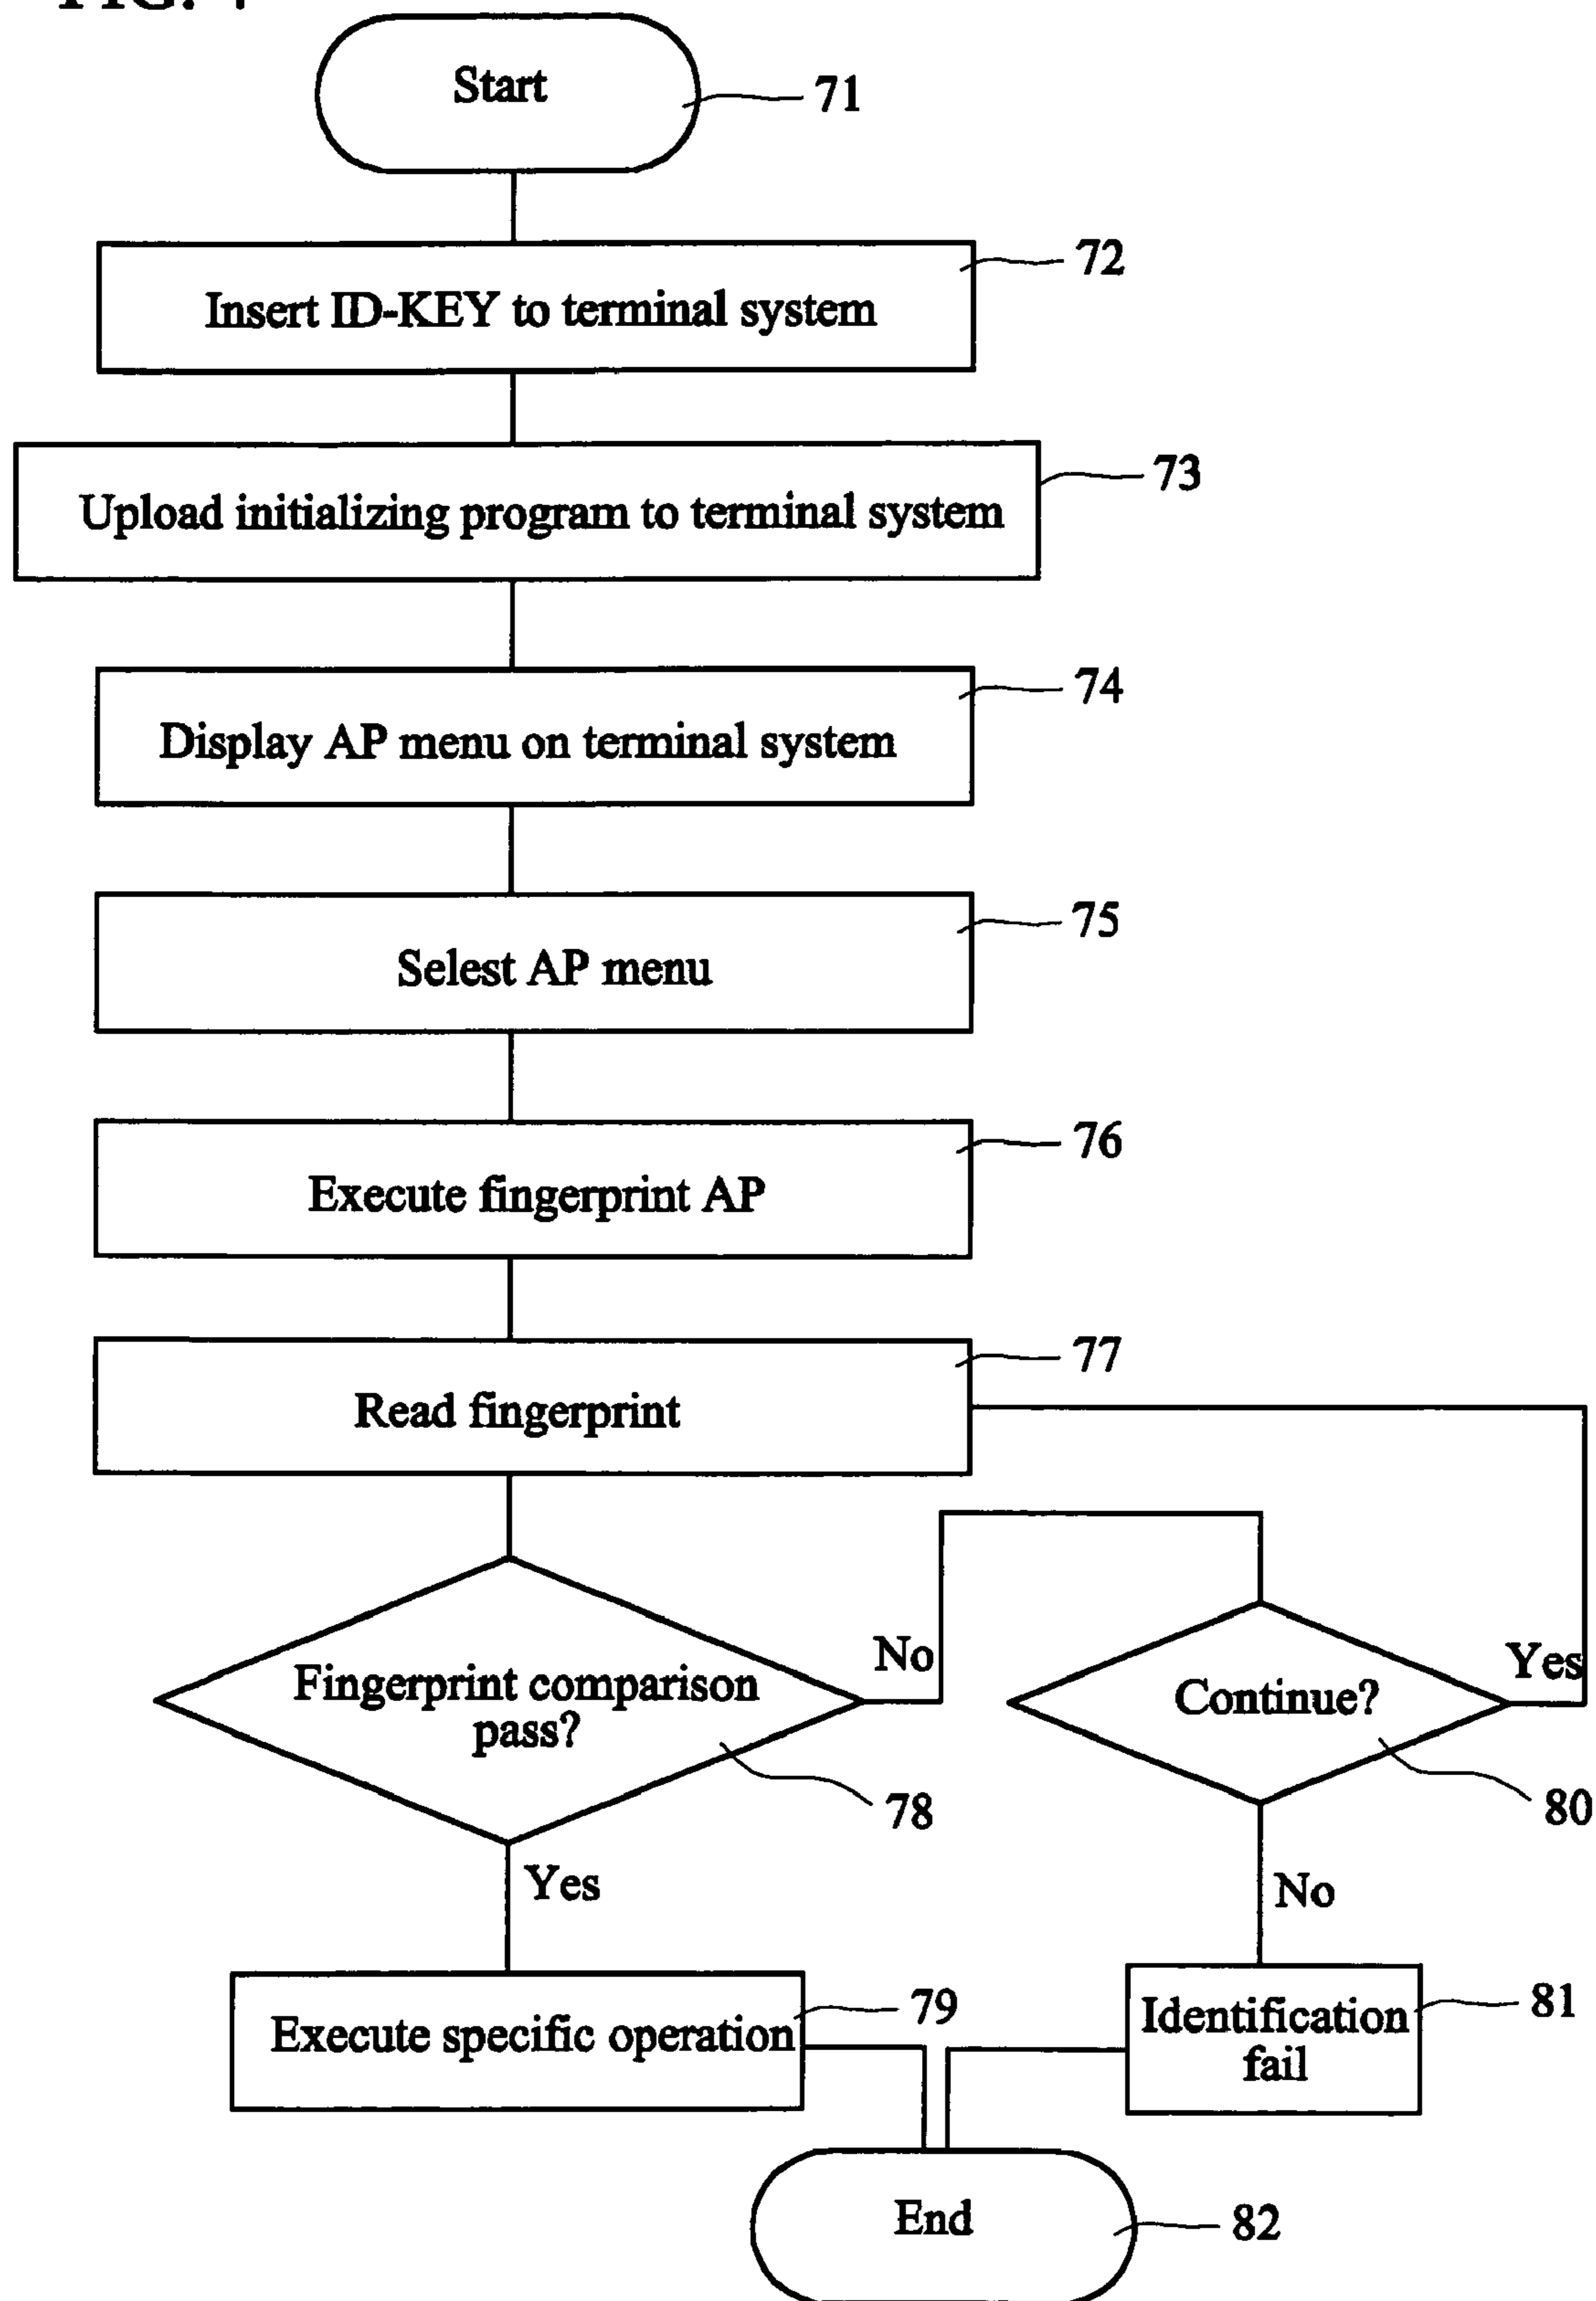 FIG. 4
Start
71
72
Insert ID-KEY to terminal system
73
Upload initializing program to terminal system
74
Display AP menu on terminal system
75
Selest AP menu
76
Execute fingerprint AP
77
Read fingerprint
No
Yes
Fingerprint comparison
pass?
Continue?
78
80
Yes
No
79
Execute specific operation
81
Identification
fail
End
82